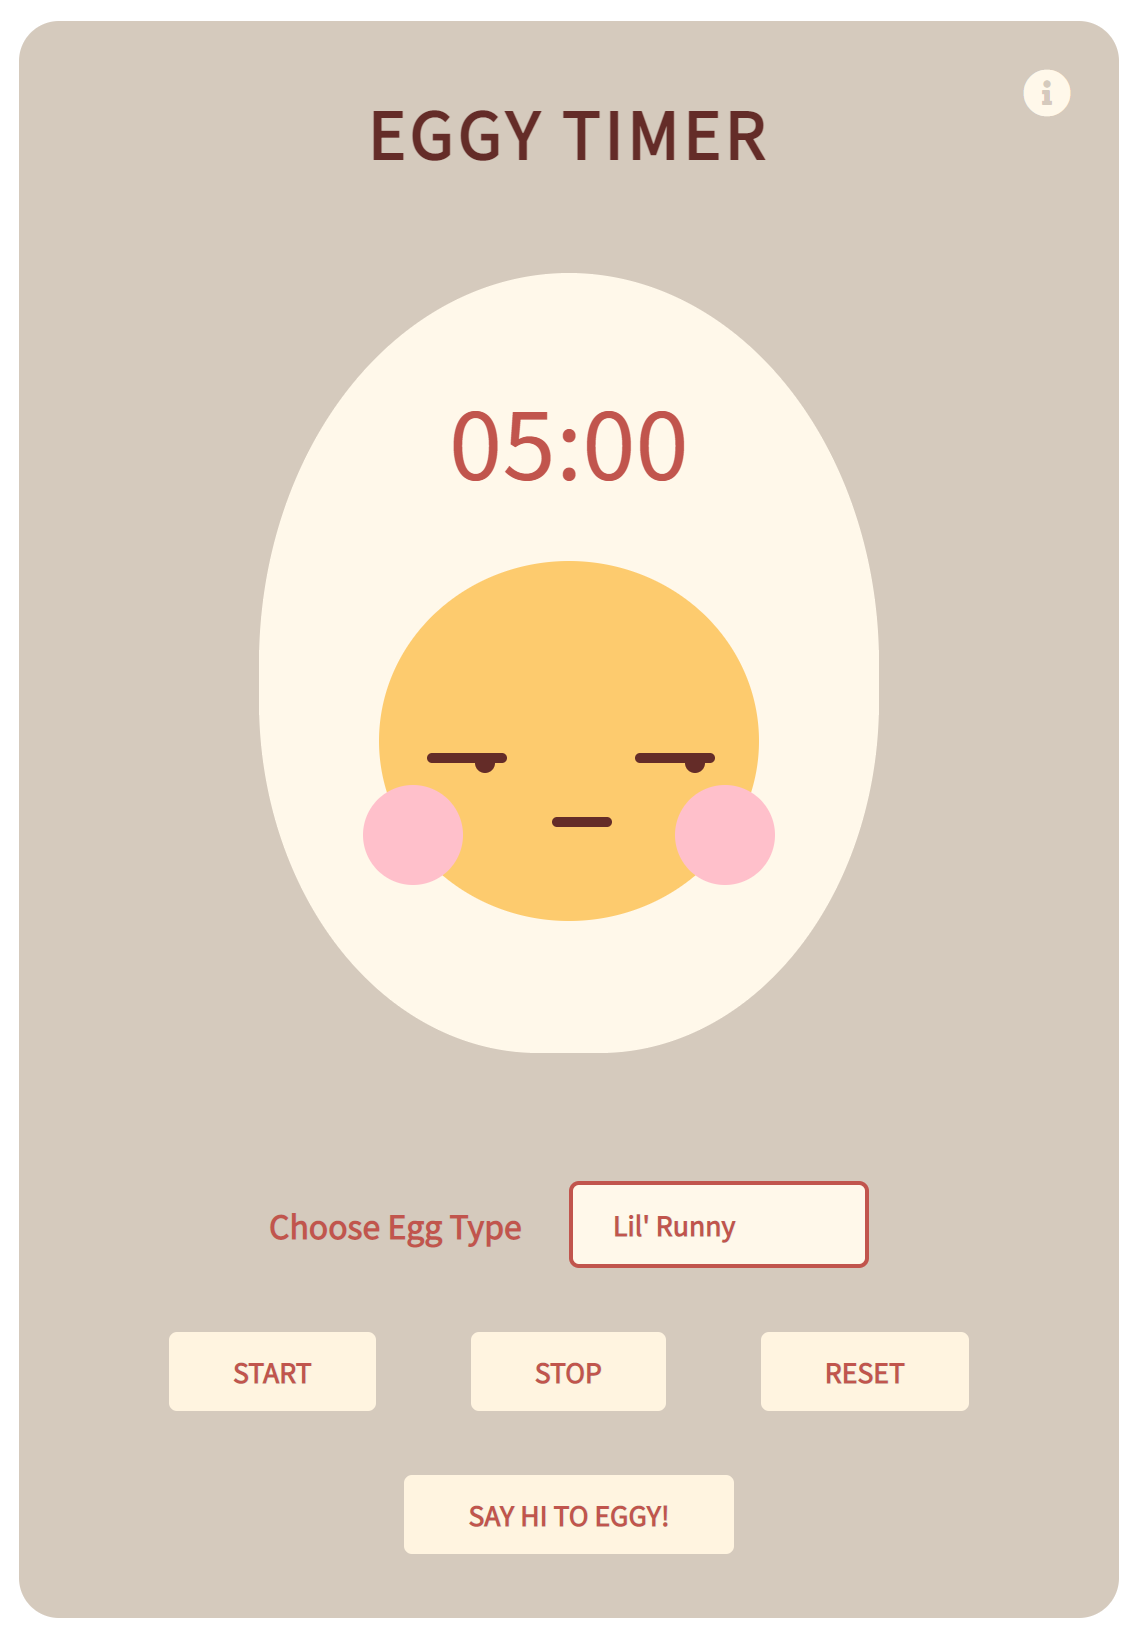 EGGY TIMER
05:00
Choose Egg Type
Lil' Runny
START
STOP
RESET
SAY HI TO EGGY!